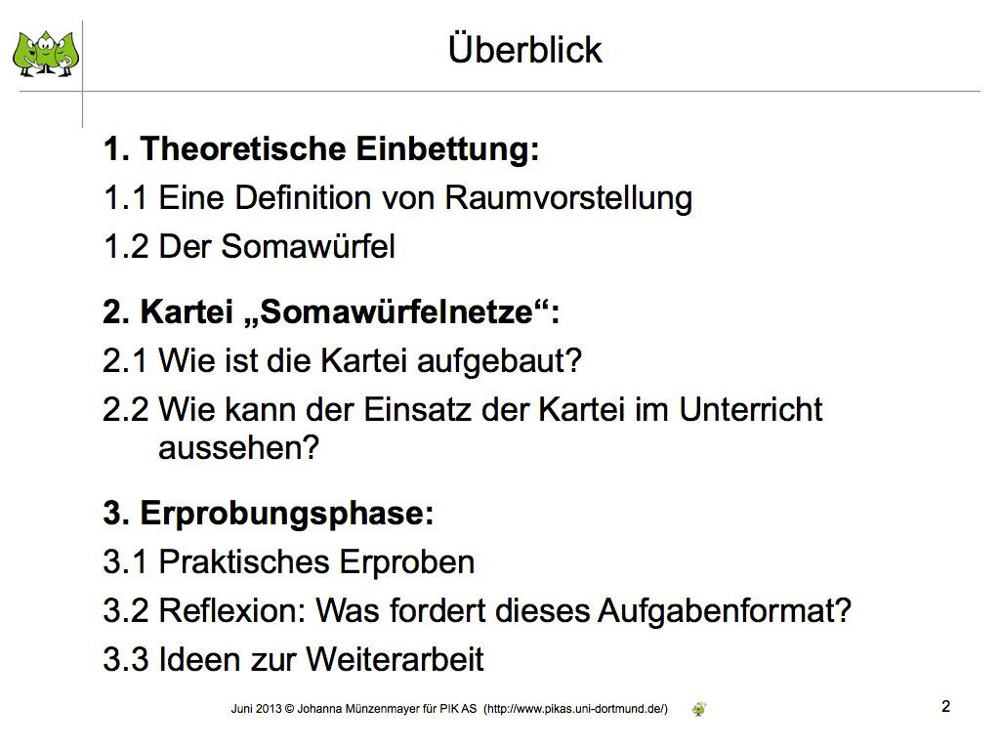 Überblick
1. Theoretische Einbettung:
1.1 Eine Definition von Raumvorstellung
1.2 Der Somawürfel
2. Kartei „Somawürfelnetze“:
2.1 Wie ist die Kartei aufgebaut?
2.2 Wie kann der Einsatz der Kartei im Unterricht
aussehen?
3. Erprobungsphase:
3.1 Praktisches Erproben
3.2 Reflexion: Was fordert dieses Aufgabenformat?
3.3 Ideen zur Weiterarbeit
Juni 2013 © Johanna Münzenmayer für PIK AS (http://www.pikas.uni-dortmund.de/)
2